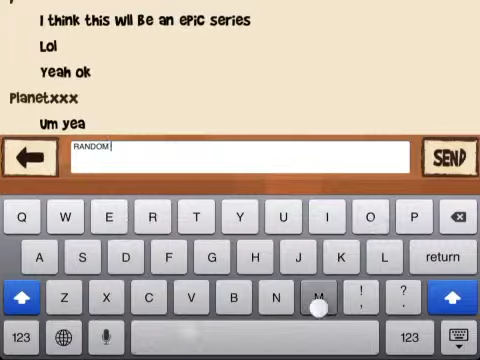 I think this will Be an epic series
Lol
Yeah ok
Planetxxx
Um yea
RANDOM
SEND
Q W E R T Y U I O P
A S D F G H J K L return
Z X C V B N M ! , ? .
123 123